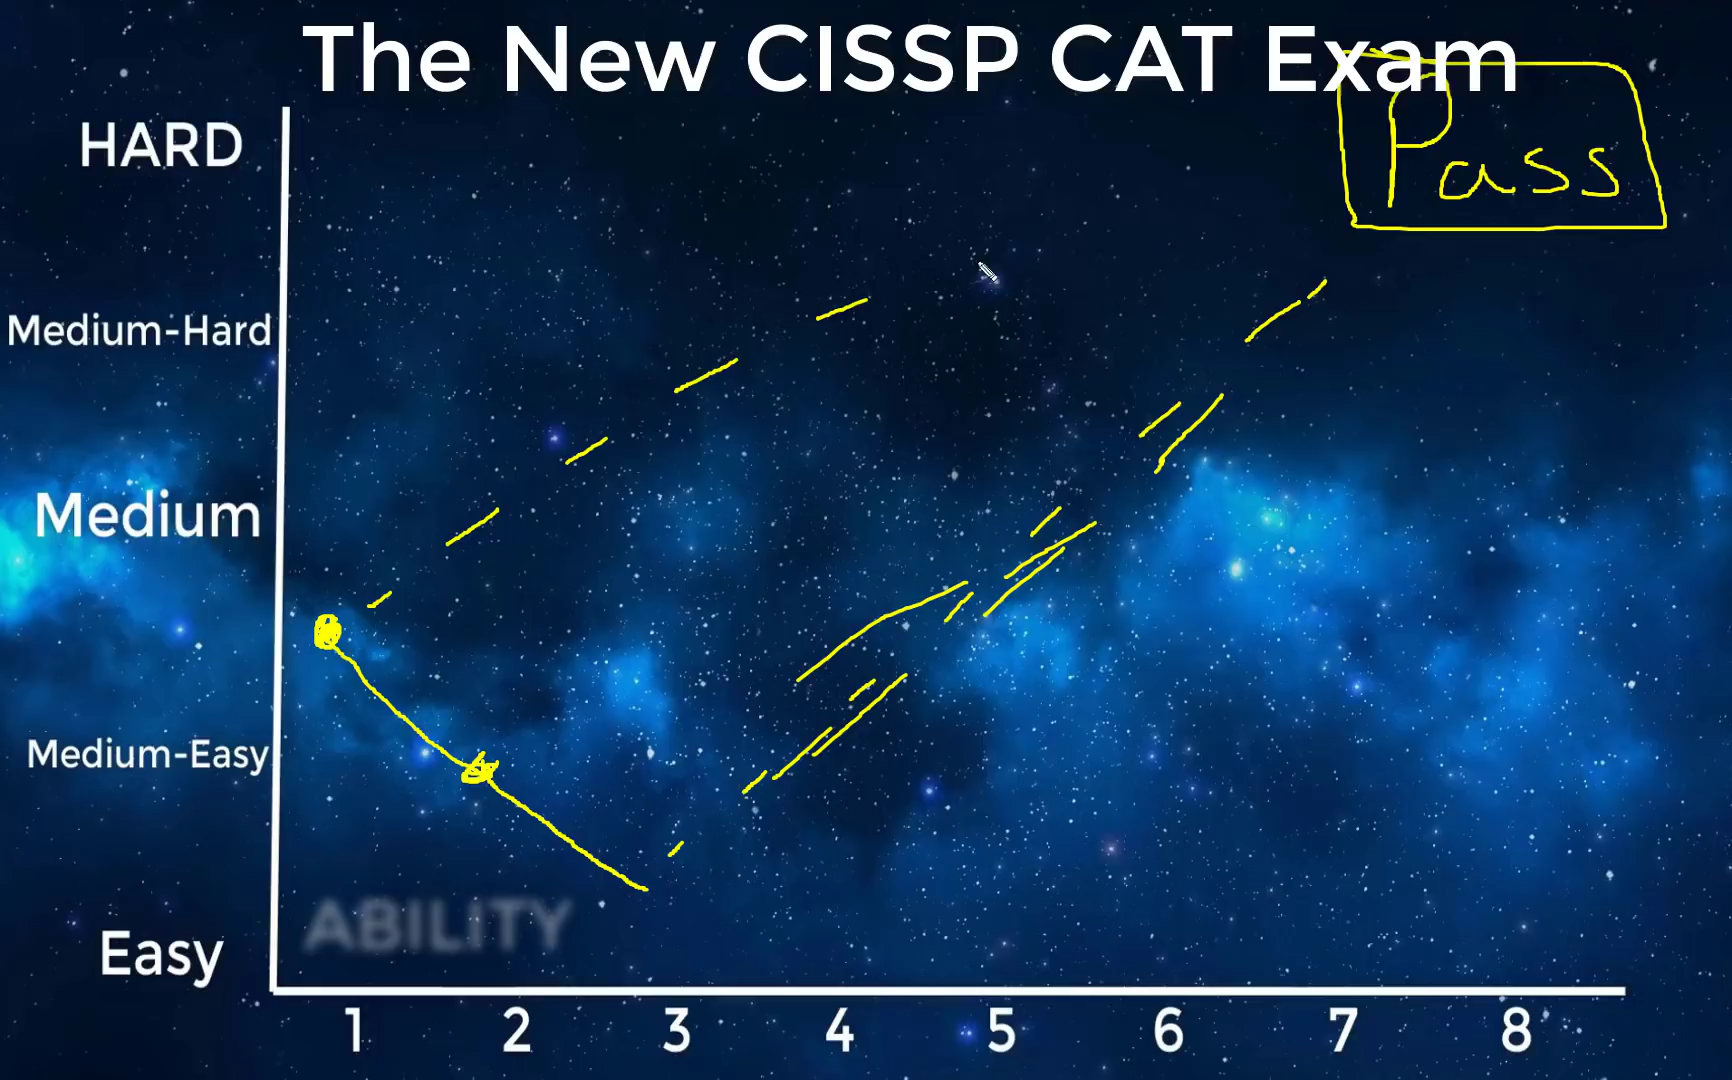 The New CISSP CAT Exam
Pass
HARD
Medium-Hard
Medium
Medium-Easy
ABILITY
Easy
1 2 3 4 5 6 7 8